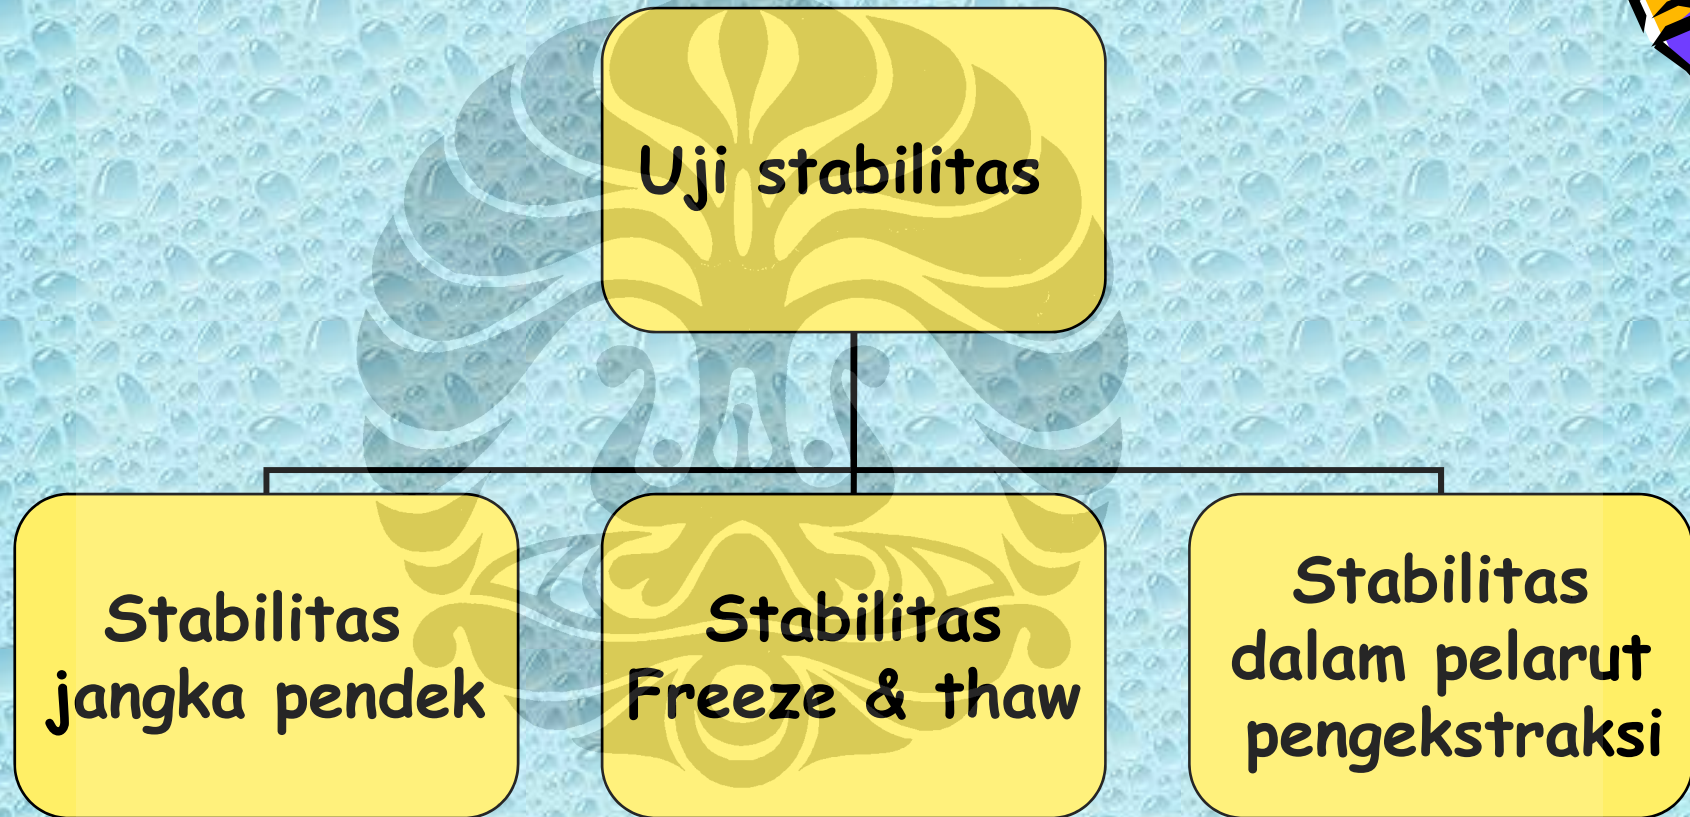 Uji stabilitas
Stabilitas
jangka pendek
Stabilitas
Freeze & thaw
Stabilitas
dalam pelarut
pengekstraksi